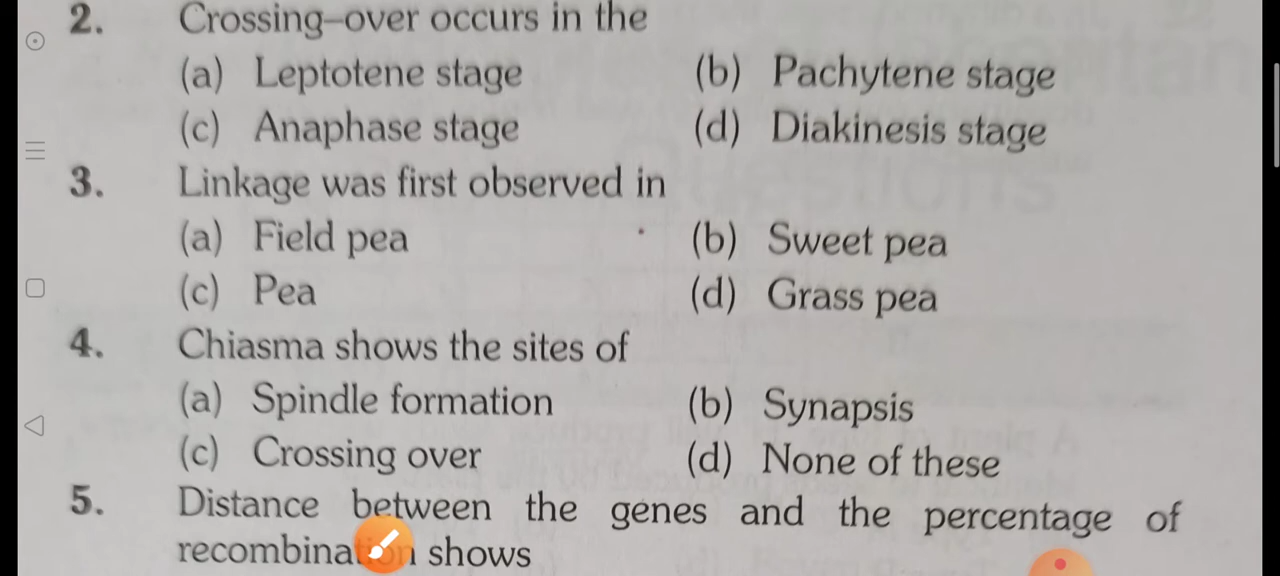 2. Crossing–over occurs in the
(a) Leptotene stage (b) Pachytene stage
(c) Anaphase stage (d) Diakinesis stage
3. Linkage was first observed in
(a) Field pea (b) Sweet pea
(c) Pea (d) Grass pea
4. Chiasma shows the sites of
(a) Spindle formation (b) Synapsis
(c) Crossing over (d) None of these
5. Distance between the genes and the percentage of
shows